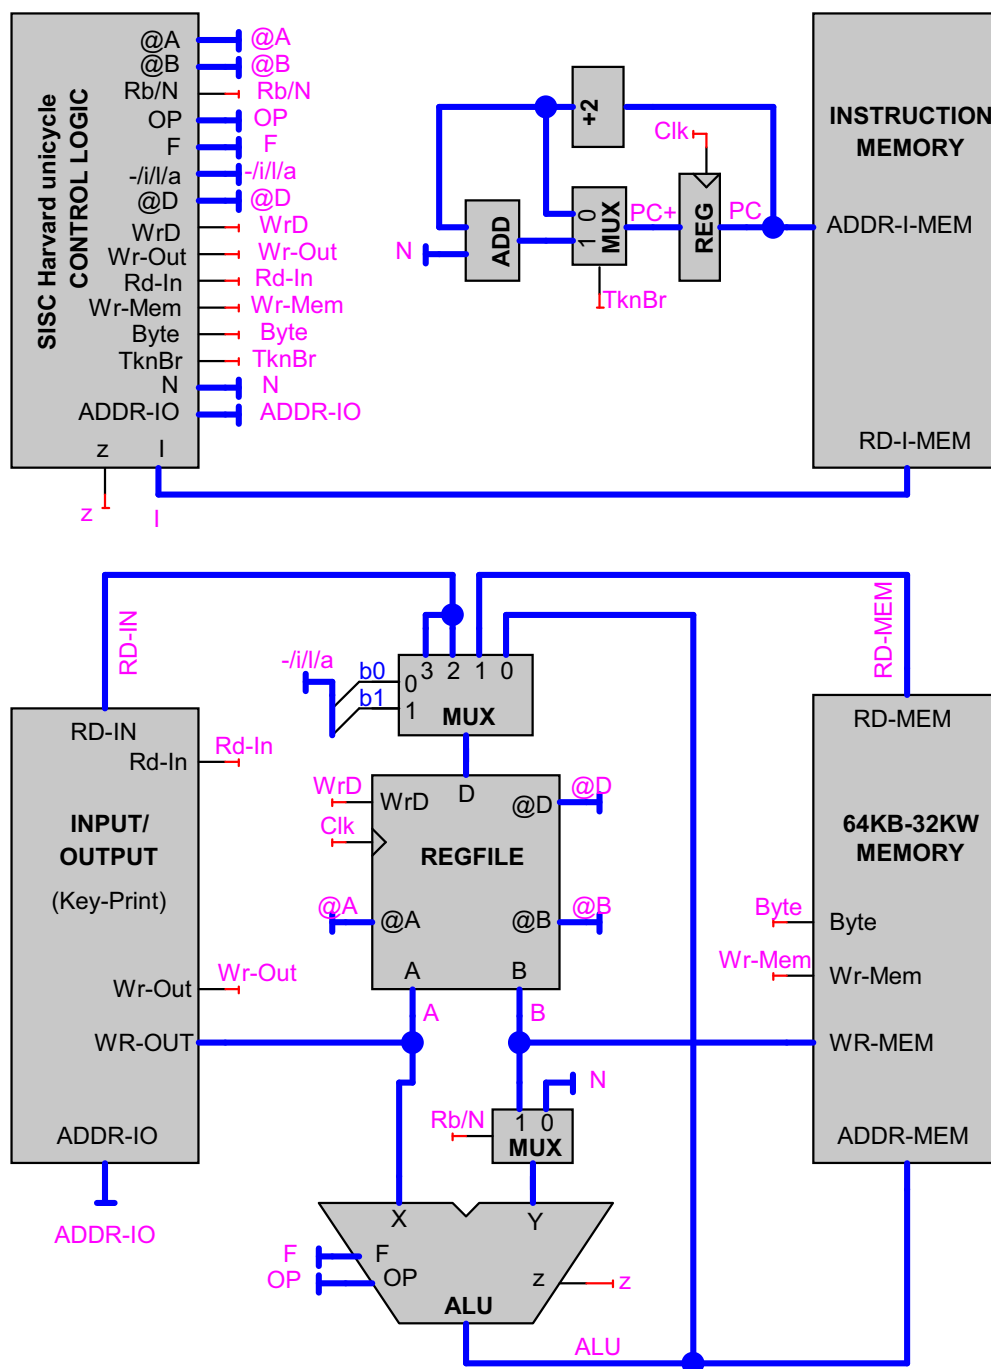 SISC Harvard unicycle
CONTROL LOGIC
@A @A
@B @B
Rb/N Rb/N
OP OP
F F
-/i/l/a -/i/l/a
@D @D
WrD WrD
Wr-Out Wr-Out
Rd-In Rd-In
Wr-Mem Wr-Mem
Byte Byte
TknBr TknBr
N N
ADDR-IO ADDR-IO
z I
z I
+2
Clk
N
ADD
0
1
MUX
PC+
REG
PC
TknBr
INSTRUCTION
MEMORY
ADDR-I-MEM
RD-I-MEM
RD-IN
RD-MEM
-/i/l/a
b0
b1
0
1
3 2 1 0
MUX
RD-IN
Rd-In Rd-In
INPUT/
OUTPUT
(Key-Print)
Wr-Out Wr-Out
WR-OUT
ADDR-IO
ADDR-IO
WrD WrD
Clk
D
@D @D
REGFILE
@A @A
@B @B
A B
A B
RD-MEM
64KB-32KW
MEMORY
Byte Byte
Wr-Mem Wr-Mem
WR-MEM
ADDR-MEM
N
Rb/N
1 0
MUX
X Y
F F
OP OP
z z
ALU
ALU